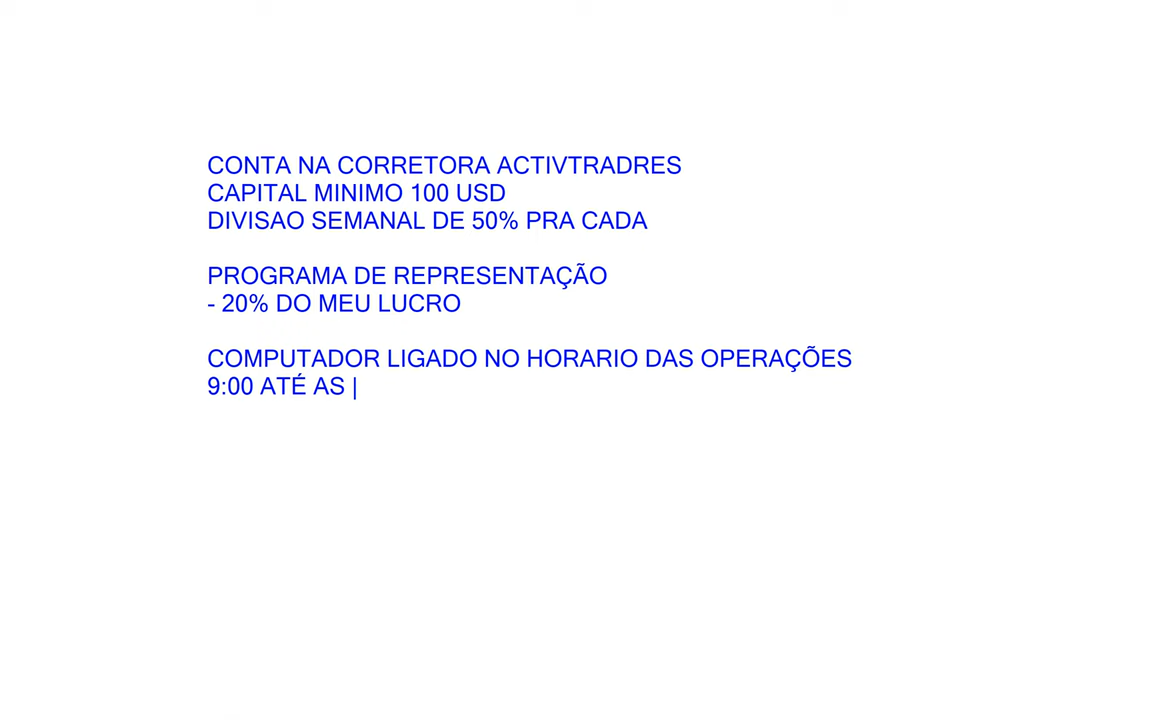 CONTA NA CORRETORA ACTIVTRADRES
CAPITAL MINIMO 100 USD
DIVISAO SEMANAL DE 50% PRA CADA
PROGRAMA DE REPRESENTAÇÃO
- 20% DO MEU LUCRO
COMPUTADOR LIGADO NO HORARIO DAS OPERAÇÕES
9:00 ATÉ AS |